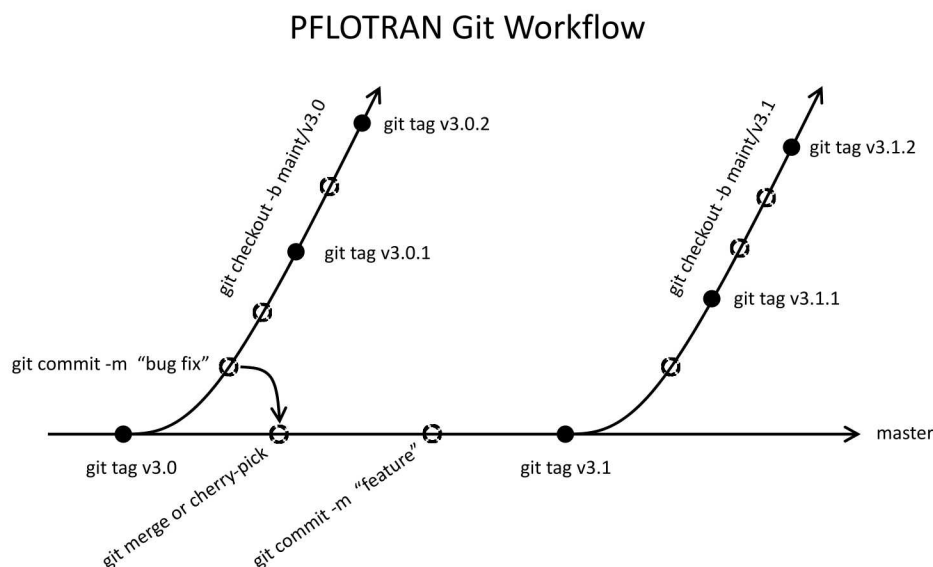 PFLOTRAN Git Workflow
git checkout -b maint/v3.0
git tag v3.0.2
git tag v3.0.1
git commit -m “bug fix”
git tag v3.0
git merge or cherry-pick
git commit -m “feature”
git checkout -b maint/v3.1
git tag v3.1.2
git tag v3.1.1
git tag v3.1
master